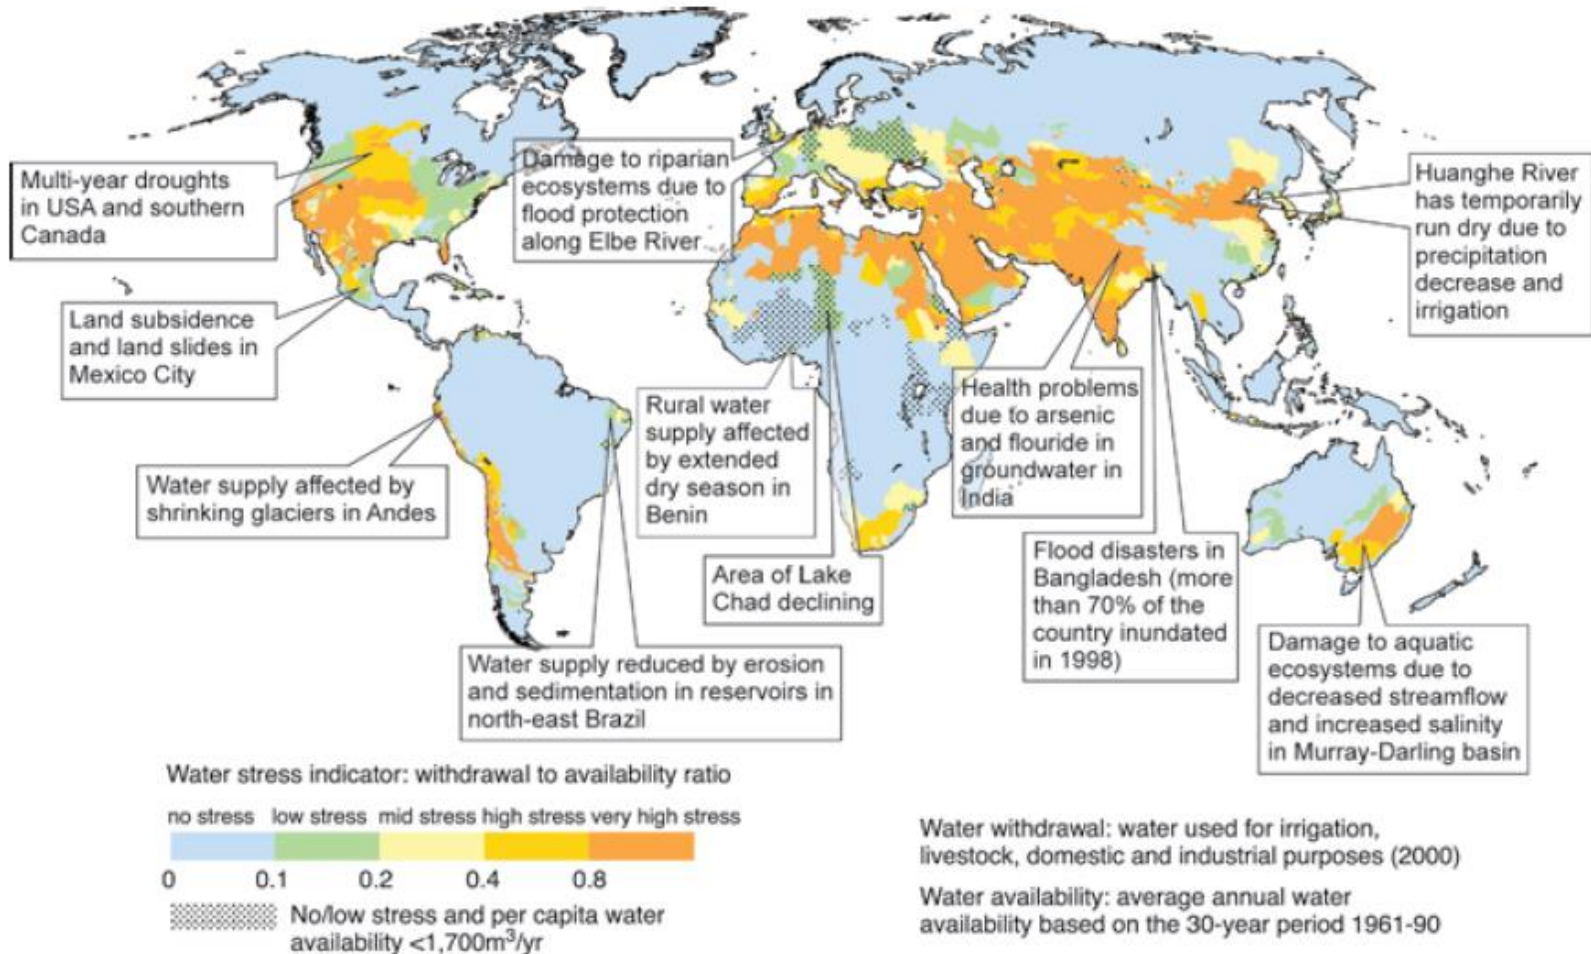 Multi-year droughts
in USA and southern
Canada
Damage to riparian
ecosystems due to
flood protection
along Elbe River
Huanghe River
has temporarily
run dry due to
precipitation
decrease and
irrigation
Land subsidence
and land slides in
Mexico City
Water supply affected by
shrinking glaciers in Andes
Rural water
supply affected
by extended
dry season in
Benin
Health problems
due to arsenic
and flouride in
groundwater in
India
Area of Lake
Chad declining
Flood disasters in
Bangladesh (more
than 70% of the
country inundated
in 1998)
Damage to aquatic
ecosystems due to
decreased streamflow
and increased salinity
in Murray-Darling basin
Water supply reduced by erosion
and sedimentation in reservoirs in
north-east Brazil
Water stress indicator: withdrawal to availability ratio
no stress low stress mid stress high stress very high stress
0 0.1 0.2 0.4 0.8
No/low stress and per capita water
availability <1,700m³/yr
Water withdrawal: water used for irrigation,
livestock, domestic and industrial purposes (2000)
Water availability: average annual water
availability based on the 30-year period 1961-90